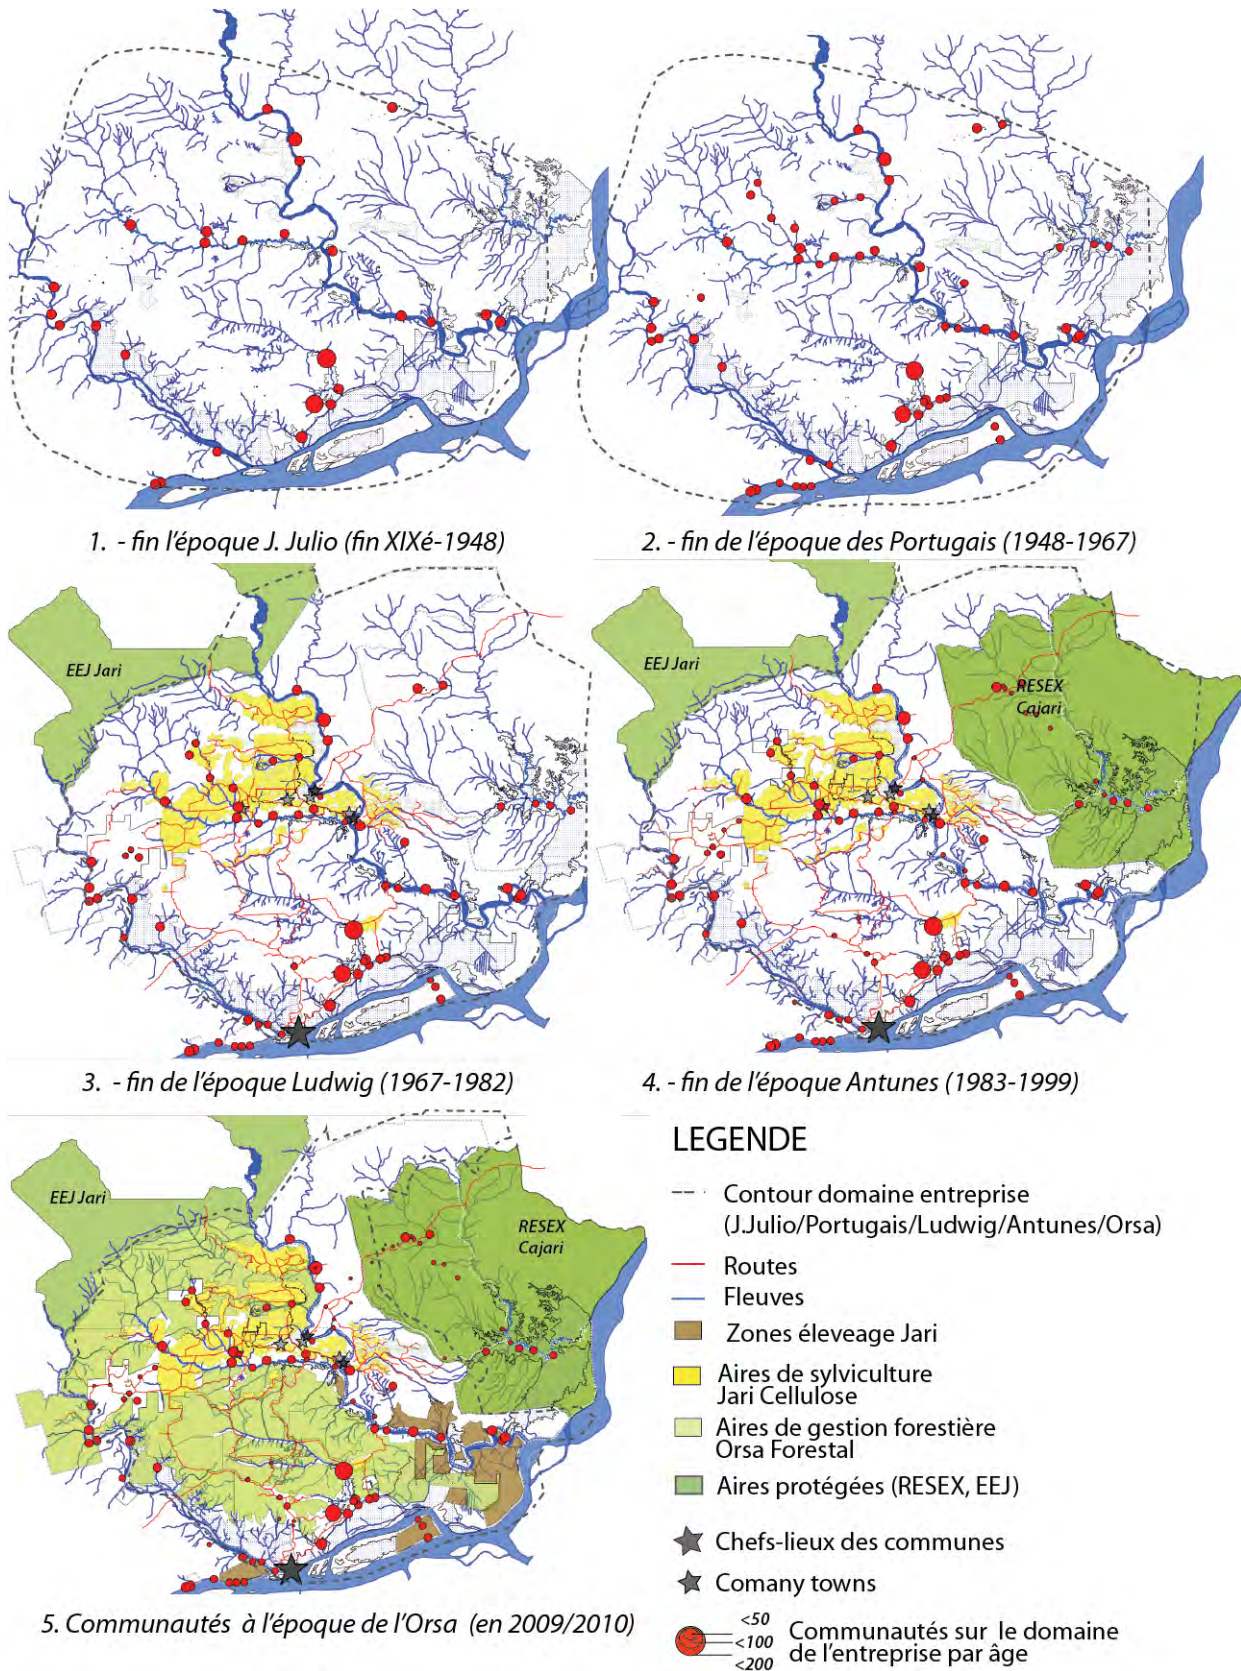 1. - fin l'époque J. Julio (fin XIXé-1948)
2. - fin de l'époque des Portugais (1948-1967)
EEJ Jari
EEJ Jari
RESEX
Cajari
3. - fin de l'époque Ludwig (1967-1982)
4. - fin de l'époque Antunes (1983-1999)
EEJ Jari
RESEX
Cajari
5. Communautés à l'époque de l'Orsa (en 2009/2010)
LEGENDE
Contour domaine entreprise
(J.Julio/Portugais/Ludwig/Antunes/Orsa)
Routes
Fleuves
Zones éleveage Jari
Aires de sylviculture
Jari Cellulose
Aires de gestion forestière
Orsa Forestal
Aires protégées (RESEX, EEJ)
Chefs-lieux des communes
Comany towns
<50
<100
<200
Communautés sur le domaine
de l'entreprise par âge